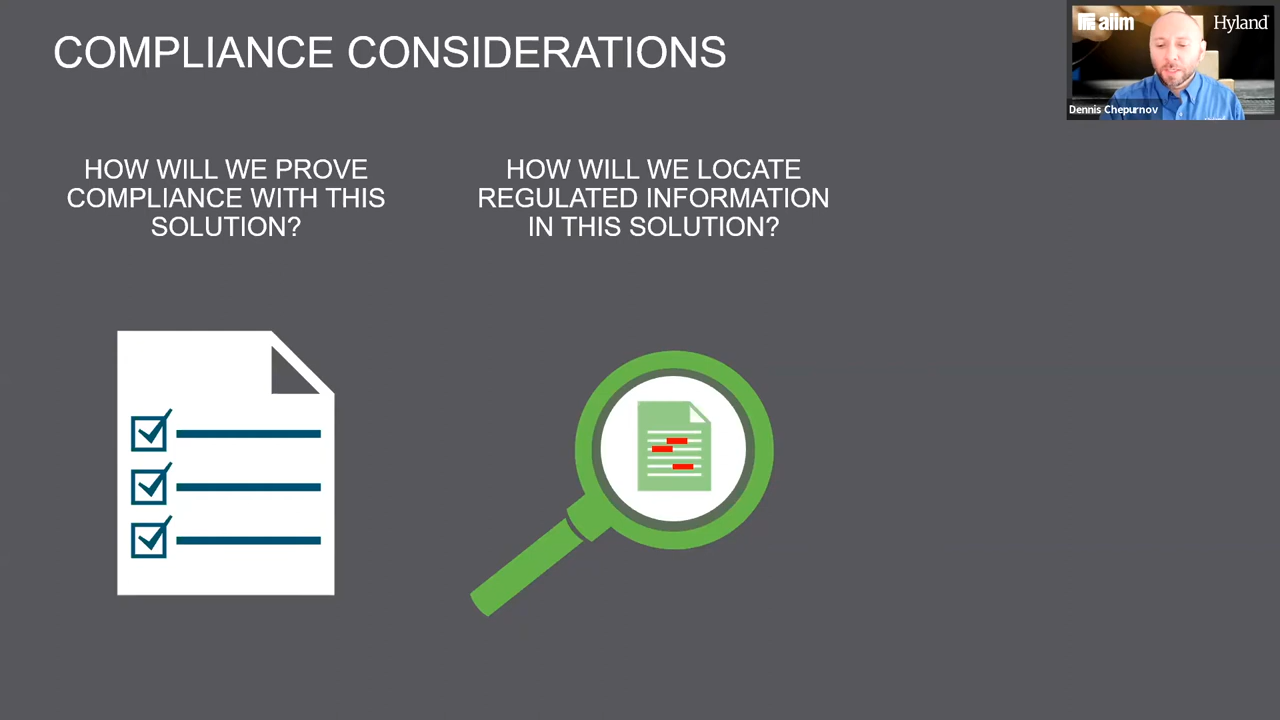 COMPLIANCE CONSIDERATIONS
aiim
Hyland
Dennis Chepurnov
HOW WILL WE PROVE
COMPLIANCE WITH THIS
SOLUTION?
HOW WILL WE LOCATE
REGULATED INFORMATION
IN THIS SOLUTION?